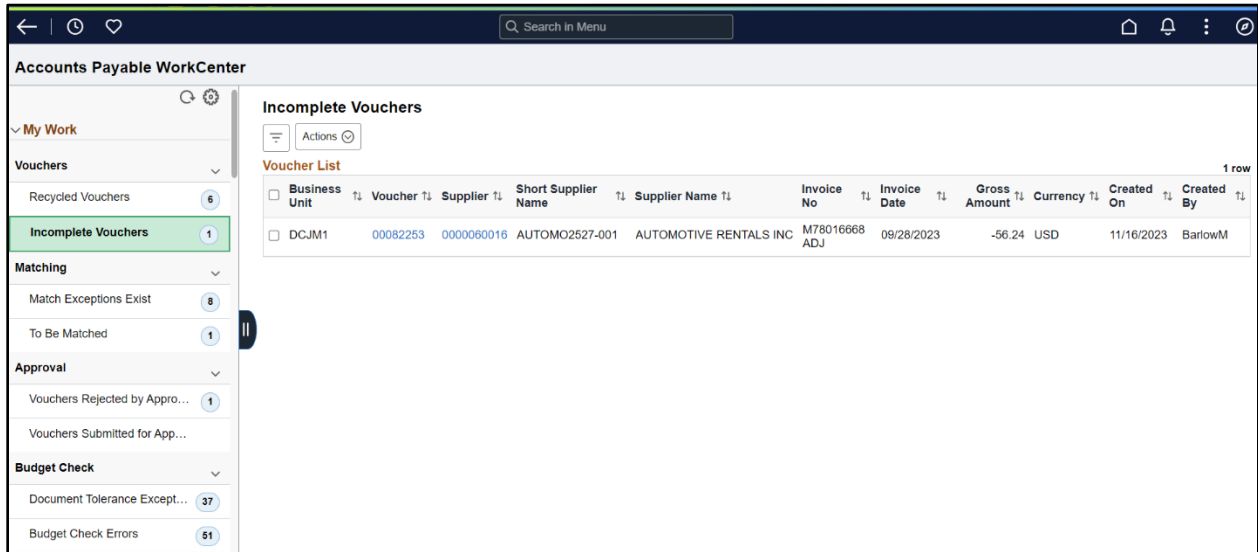 Search in Menu
Accounts Payable WorkCenter
My Work
Vouchers
Recycled Vouchers 6
Incomplete Vouchers 1
Matching
Match Exceptions Exist 8
To Be Matched 1
Approval
Vouchers Rejected by Appro... 1
Vouchers Submitted for App...
Budget Check
Document Tolerance Except... 37
Budget Check Errors 51
Incomplete Vouchers
Actions
Voucher List 1 row
Business Unit Voucher Supplier Short Supplier Name Supplier Name Invoice No Invoice Date Gross Amount Currency Created On Created By
DCJM1 00082253 0000060016 AUTOMO2527-001 AUTOMOTIVE RENTALS INC M78016668 ADJ 09/28/2023 -56.24 USD 11/16/2023 BarlowM